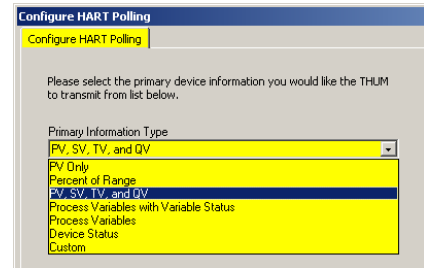 Configure HART Polling
Configure HART Polling
Please select the primary device information you would like the THUM
to transmit from list below.
Primary Information Type
PV, SV, TV, and QV
PV Only
Percent of Range
PV, SV, TV, and QV
Process Variables with Variable Status
Process Variables
Device Status
Custom